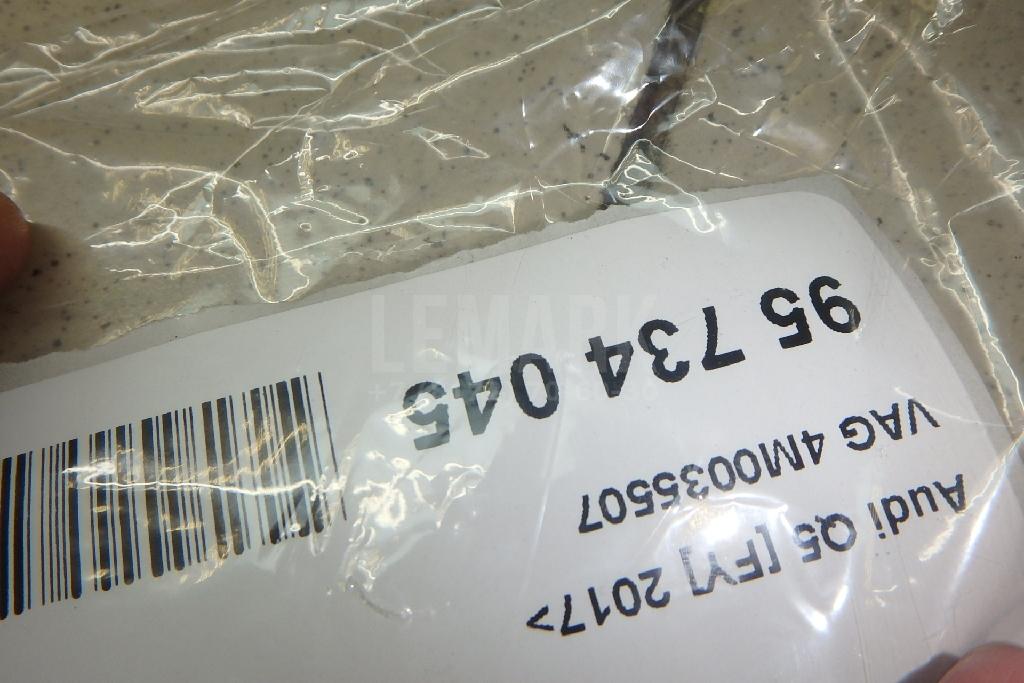 95 734 045
VAG 4M0035507
Audi Q5 [FY] 2017>
LEMARK